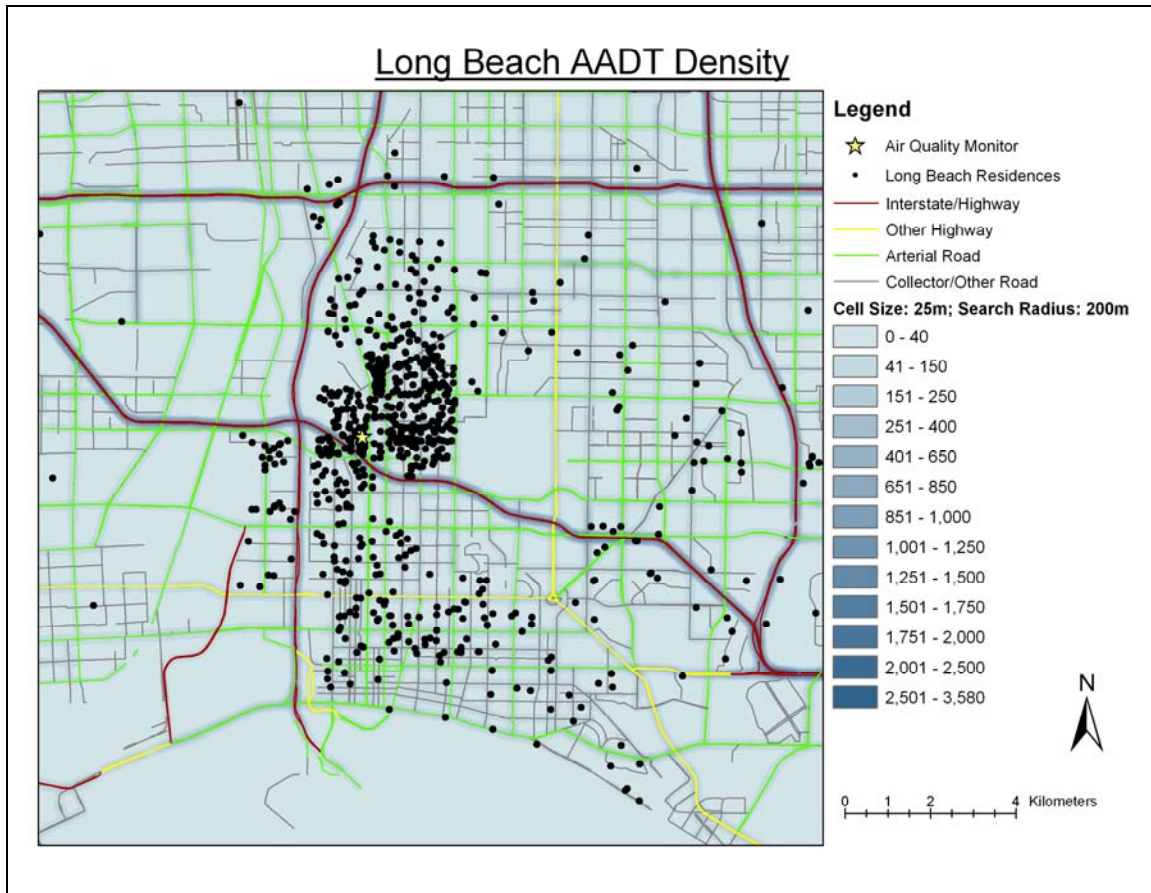 Long Beach AADT Density
Legend
Air Quality Monitor
Long Beach Residences
Interstate/Highway
Other Highway
Arterial Road
Collector/Other Road
Cell Size: 25m; Search Radius: 200m
0 - 40
41 - 150
151 - 250
251 - 400
401 - 650
651 - 850
851 - 1,000
1,001 - 1,250
1,251 - 1,500
1,501 - 1,750
1,751 - 2,000
2,001 - 2,500
2,501 - 3,580
N
0 1 2 4 Kilometers